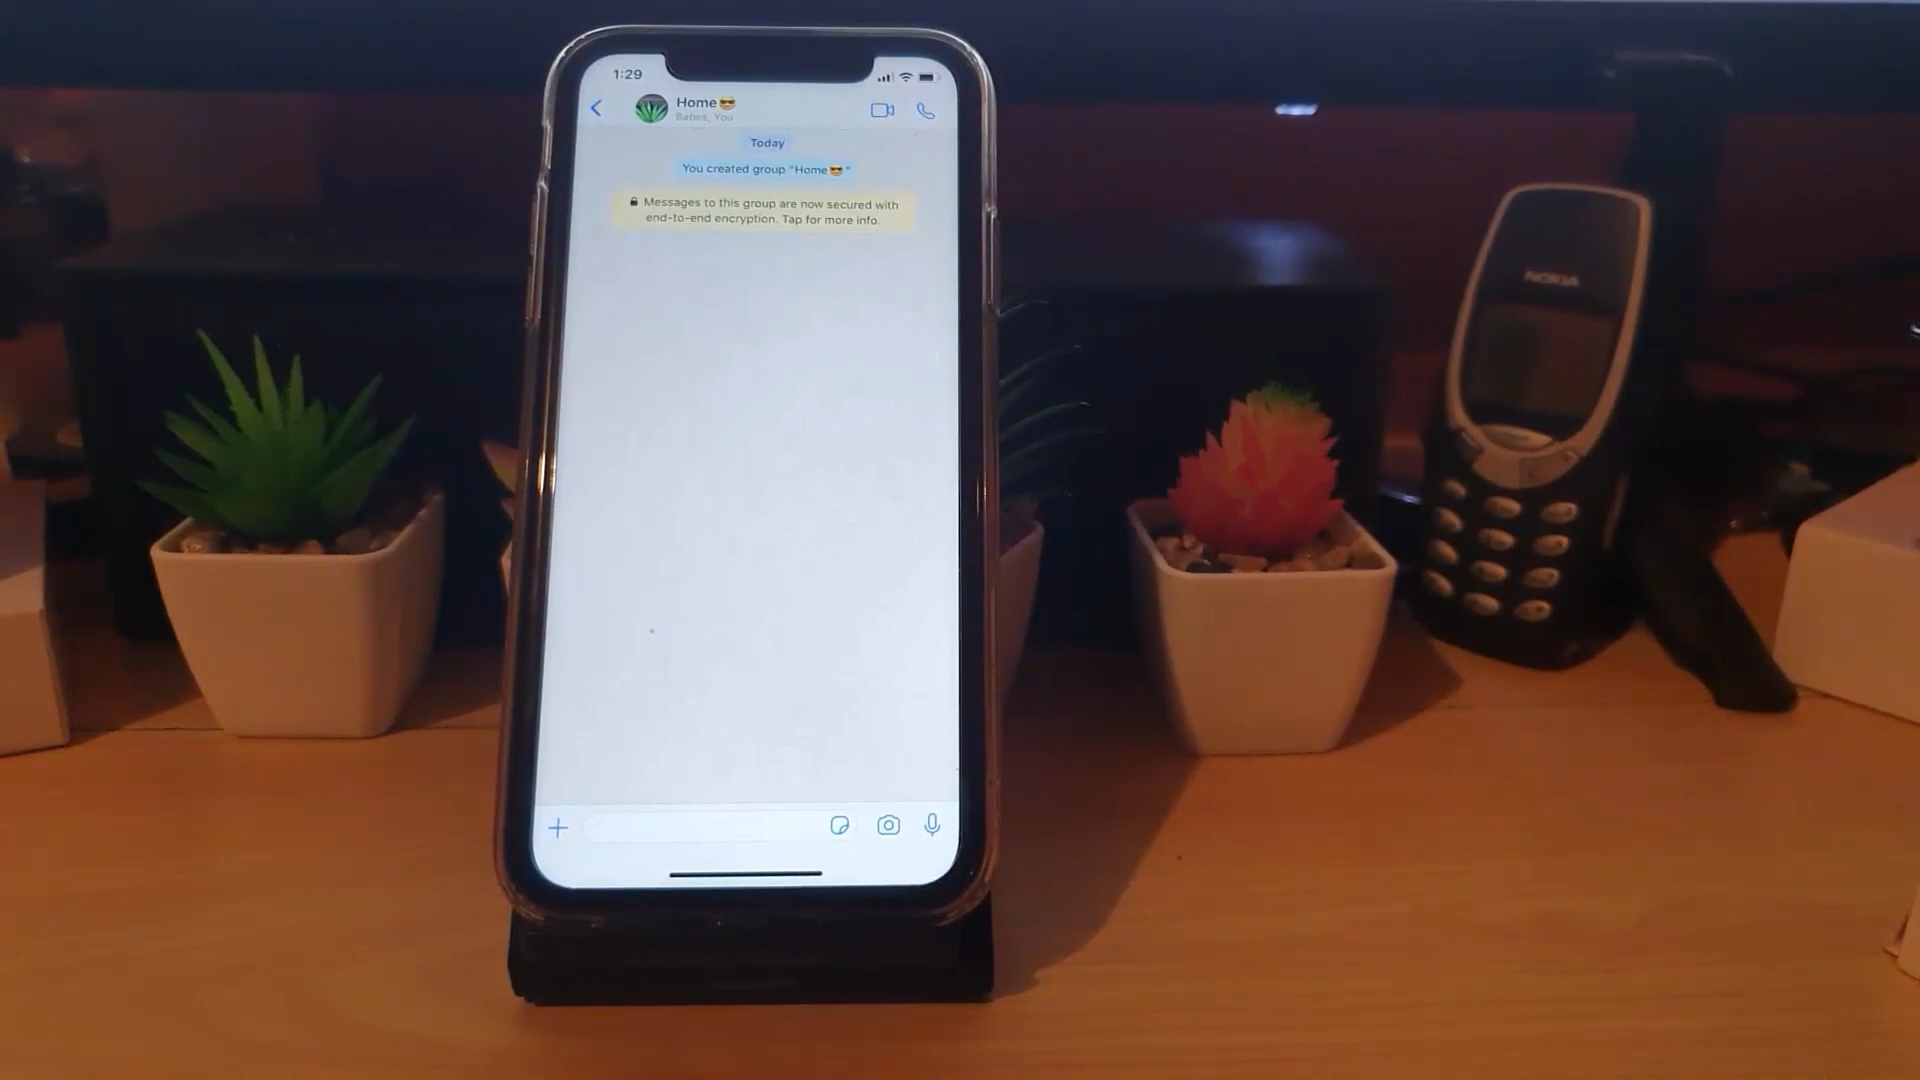 1:29
Home😎
Babes, You
Today
You created group "Home😎"
🔒 Messages to this group are now secured with
end-to-end encryption. Tap for more info.
NOKIA